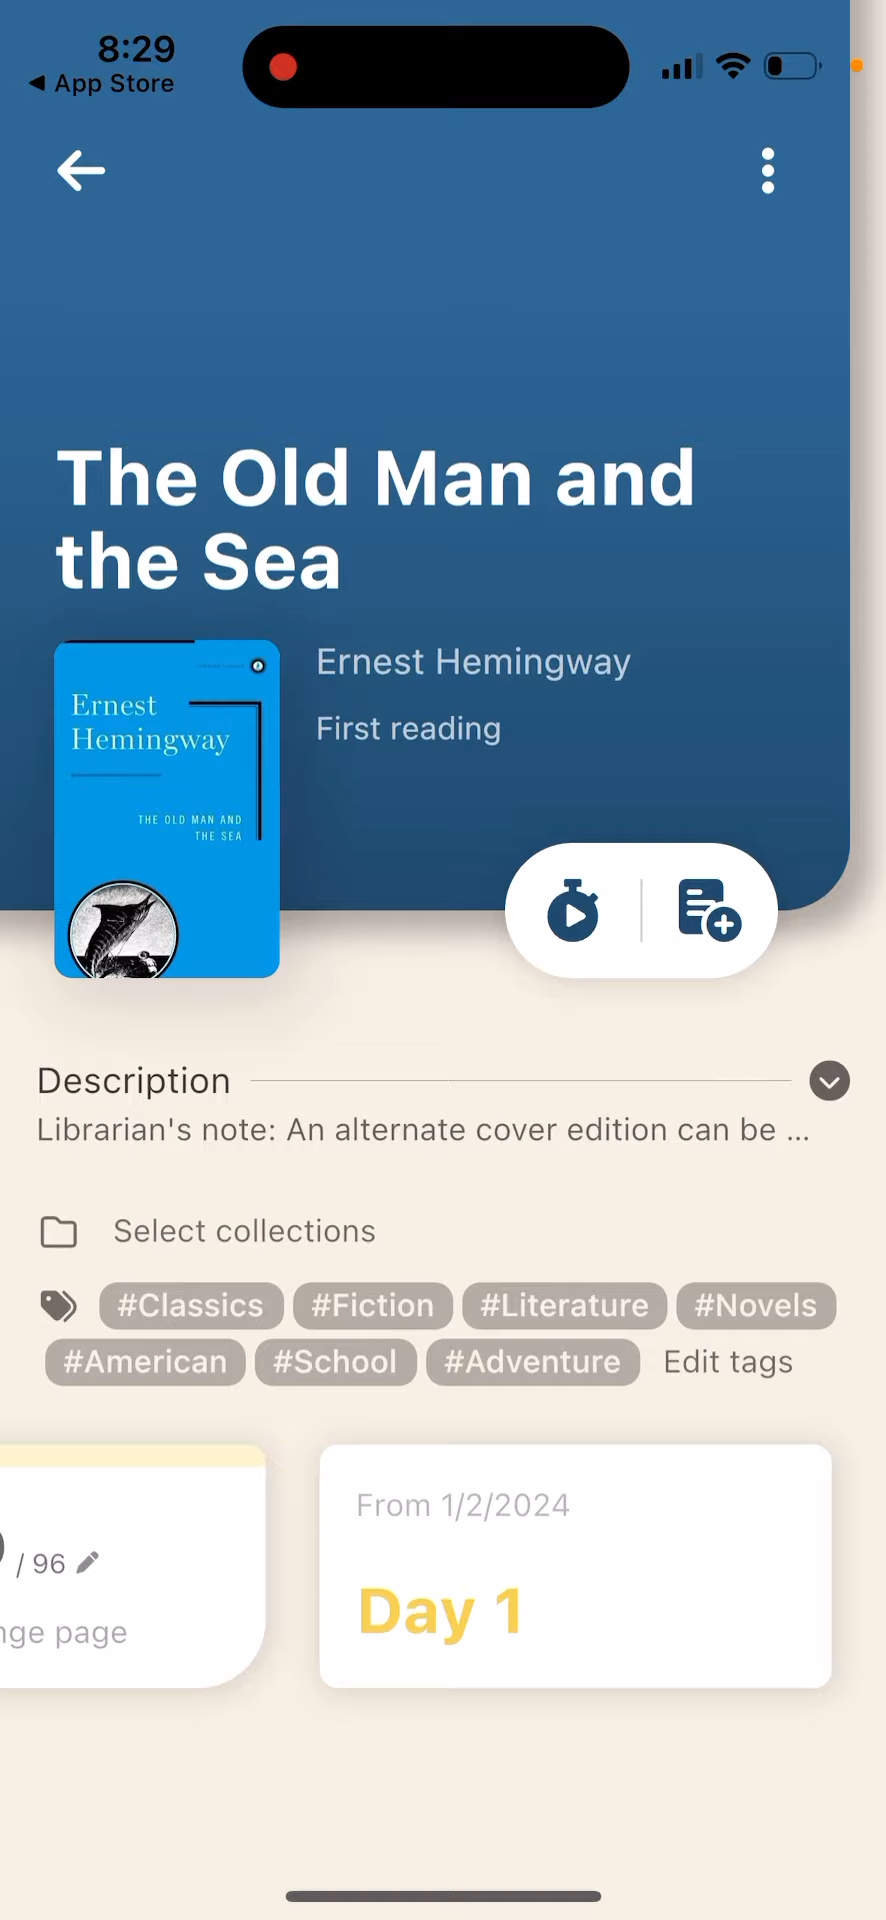 8:29
App Store
The Old Man and
the Sea
Ernest Hemingway
First reading
Ernest
Hemingway
THE OLD MAN AND
THE SEA
Description
Librarian's note: An alternate cover edition can be ...
Select collections
#Classics #Fiction #Literature #Novels
#American #School #Adventure Edit tags
/ 96
page
From 1/2/2024
Day 1